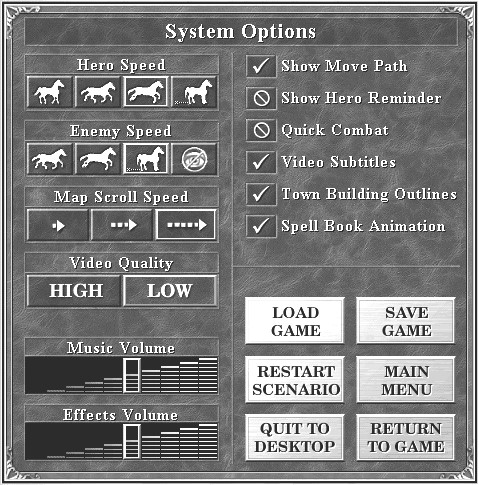 System Options
Hero Speed
Enemy Speed
Map Scroll Speed
Video Quality
HIGH
LOW
Music Volume
Effects Volume
Show Move Path
Show Hero Reminder
Quick Combat
Video Subtitles
Town Building Outlines
Spell Book Animation
LOAD
GAME
SAVE
GAME
RESTART
SCENARIO
MAIN
MENU
QUIT TO
DESKTOP
RETURN
TO GAME